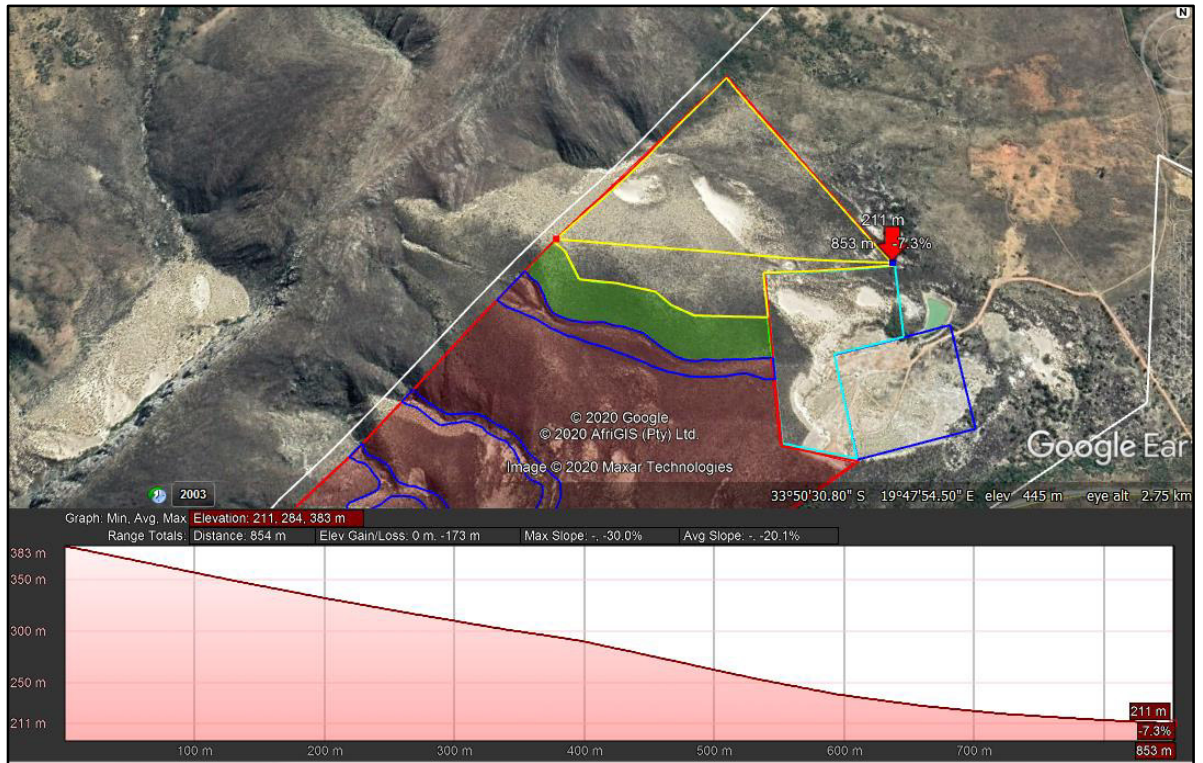 N
211 m
853 m -7.3%
© 2020 Google
© 2020 AfriGIS (Pty) Ltd.
Image © 2020 Maxar Technologies
Google Ear
2003
33°50'30.80" S 19°47'54.50" E elev 445 m eye alt 2.75 km
Graph: Min, Avg, Max Elevation: 211, 284, 383 m
Range Totals: Distance: 854 m Elev Gain/Loss: 0 m, -173 m Max Slope: -, -30.0% Avg Slope: -, -20.1%
383 m
350 m
300 m
250 m
211 m
211 m
-7.3%
100 m 200 m 300 m 400 m 500 m 600 m 700 m 853 m